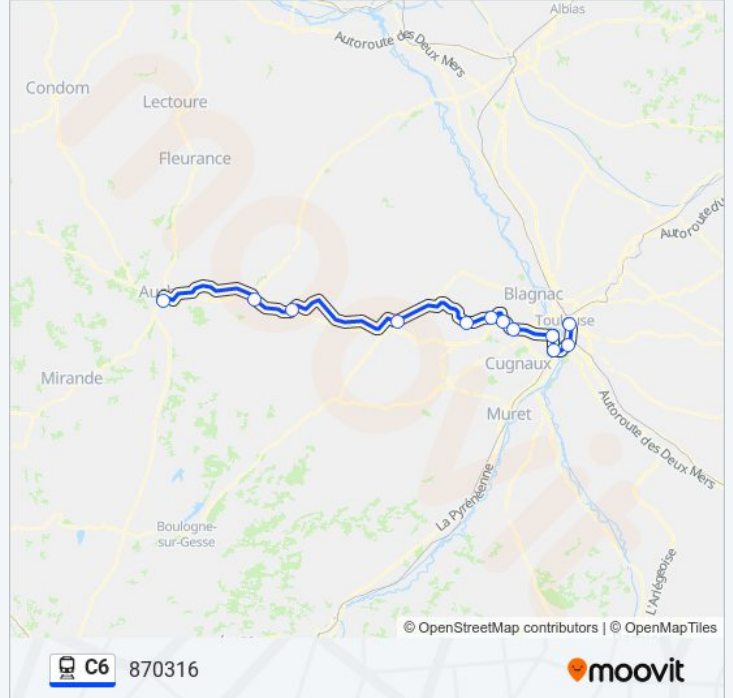 Albias
Autoroute des Deux Mers
Condom
Lectoure
Fleurance
Autoroute du
Blagnac
Toulouse
Cugnaux
Mirande
Muret
Autoroute des Deux Mers
La Pyrénéenne
Boulogne-
sur-Gesse
L'Ariégeoise
© OpenStreetMap contributors | © OpenMapTiles
C6 870316
moovit